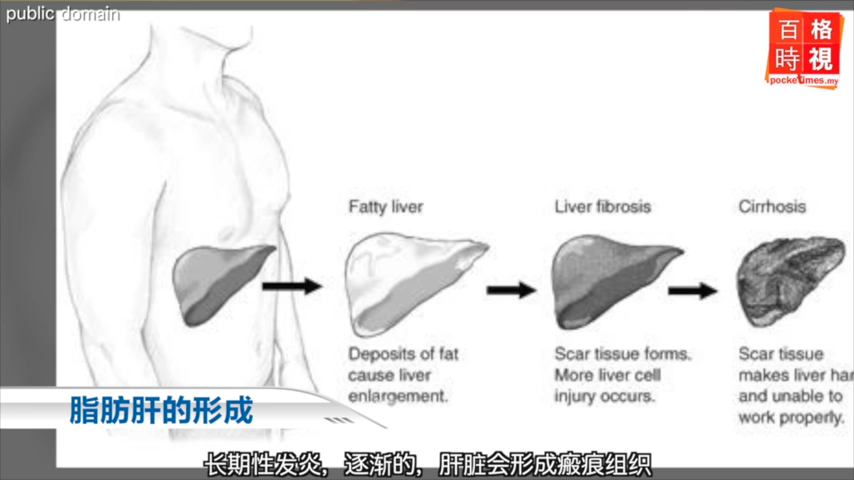 public domain
百格
時視
pocketimes.my
Fatty liver
Liver fibrosis
Cirrhosis
Deposits of fat
cause liver
enlargement.
Scar tissue forms.
More liver cell
injury occurs.
Scar tissue
makes liver har
and unable to
work properly.
脂肪肝的形成
长期性发炎，逐渐的，肝脏会形成瘢痕组织